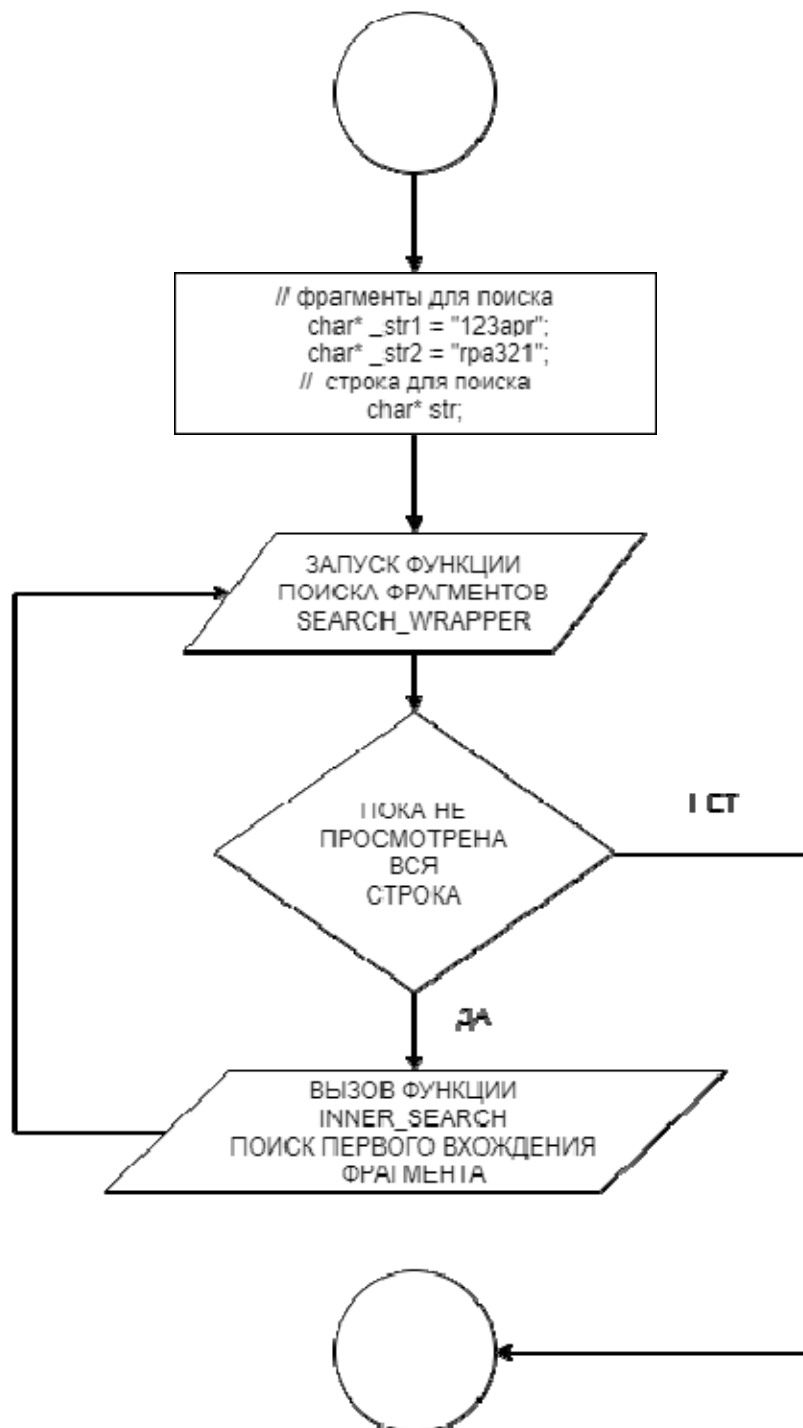 // фрагменты для поиска
char* _str1 = "123apr";
char* _str2 = "rpa321";
// строка для поиска
char* str;
ЗАПУСК ФУНКЦИИ
ПОИСКА ФРАГМЕНТОВ
SEARCH_WRAPPER
ПОКА НЕ
ПРОСМОТРЕНА
ВСЯ
СТРОКА
ДА
ВЫЗОВ ФУНКЦИИ
INNER_SEARCH
ПОИСК ПЕРВОГО ВХОЖДЕНИЯ
ФРАГМЕНТА